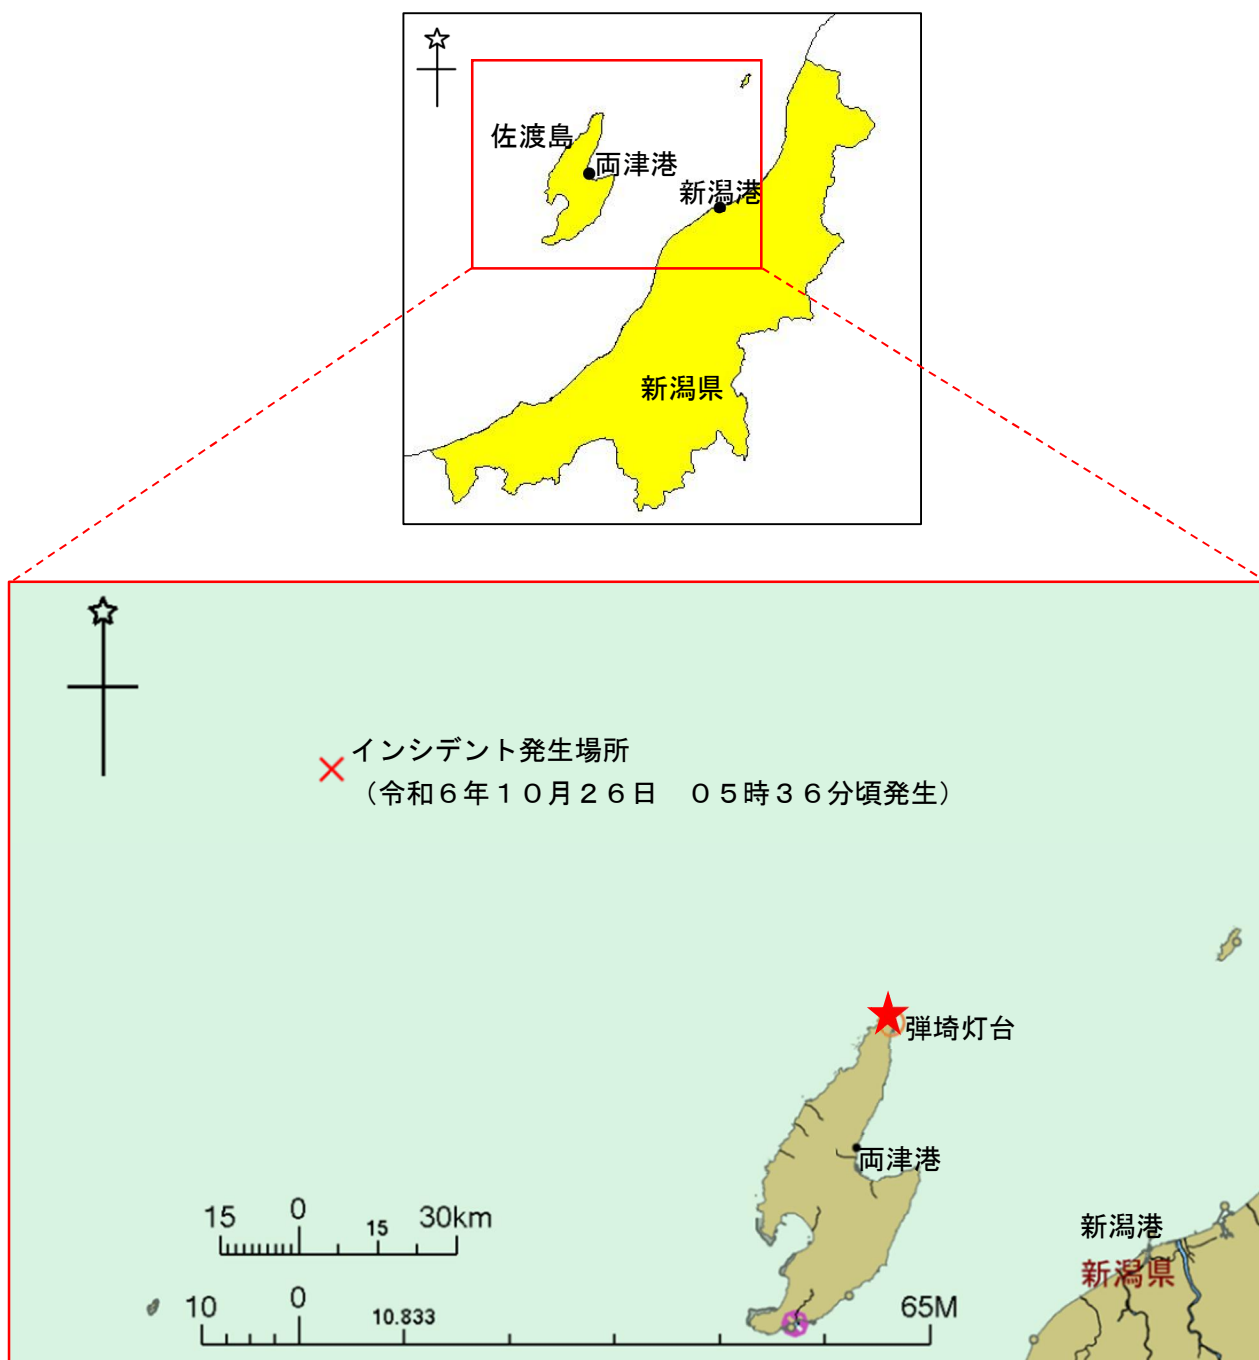 佐渡島
両津港
新潟港
新潟県
インシデント発生場所
（令和６年１０月２６日　０５時３６分頃発生）
弾埼灯台
両津港
新潟港
新潟県
15 0 15 30km
10 0 10.833 65M